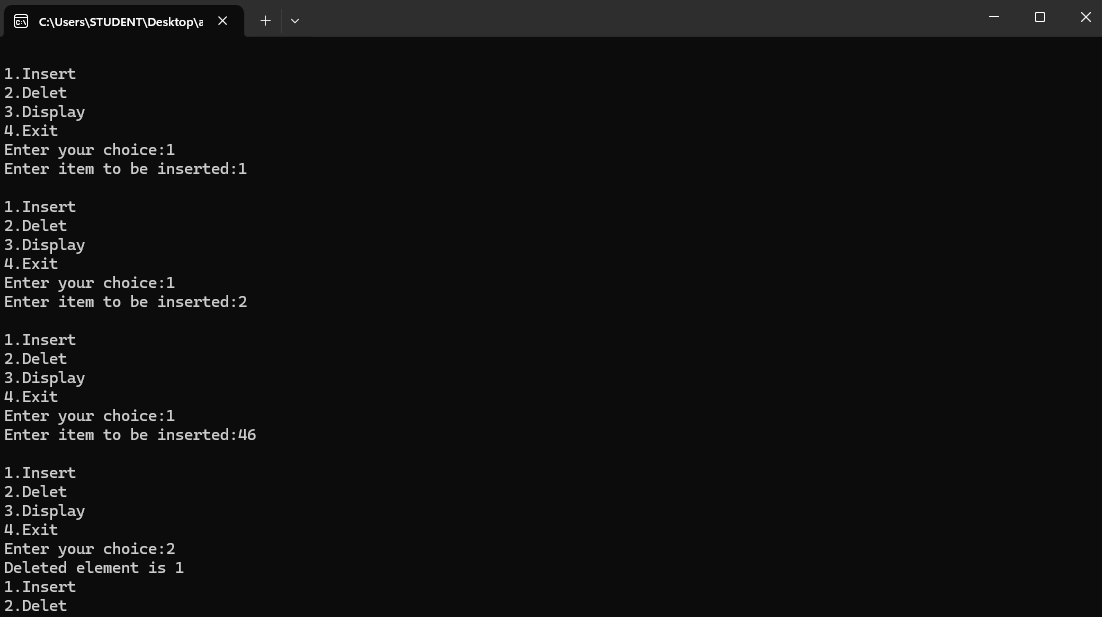 C:\Users\STUDENT\Desktop\a
1.Insert
2.Delet
3.Display
4.Exit
Enter your choice:1
Enter item to be inserted:1
1.Insert
2.Delet
3.Display
4.Exit
Enter your choice:1
Enter item to be inserted:2
1.Insert
2.Delet
3.Display
4.Exit
Enter your choice:1
Enter item to be inserted:46
1.Insert
2.Delet
3.Display
4.Exit
Enter your choice:2
Deleted element is 1
1.Insert
2.Delet